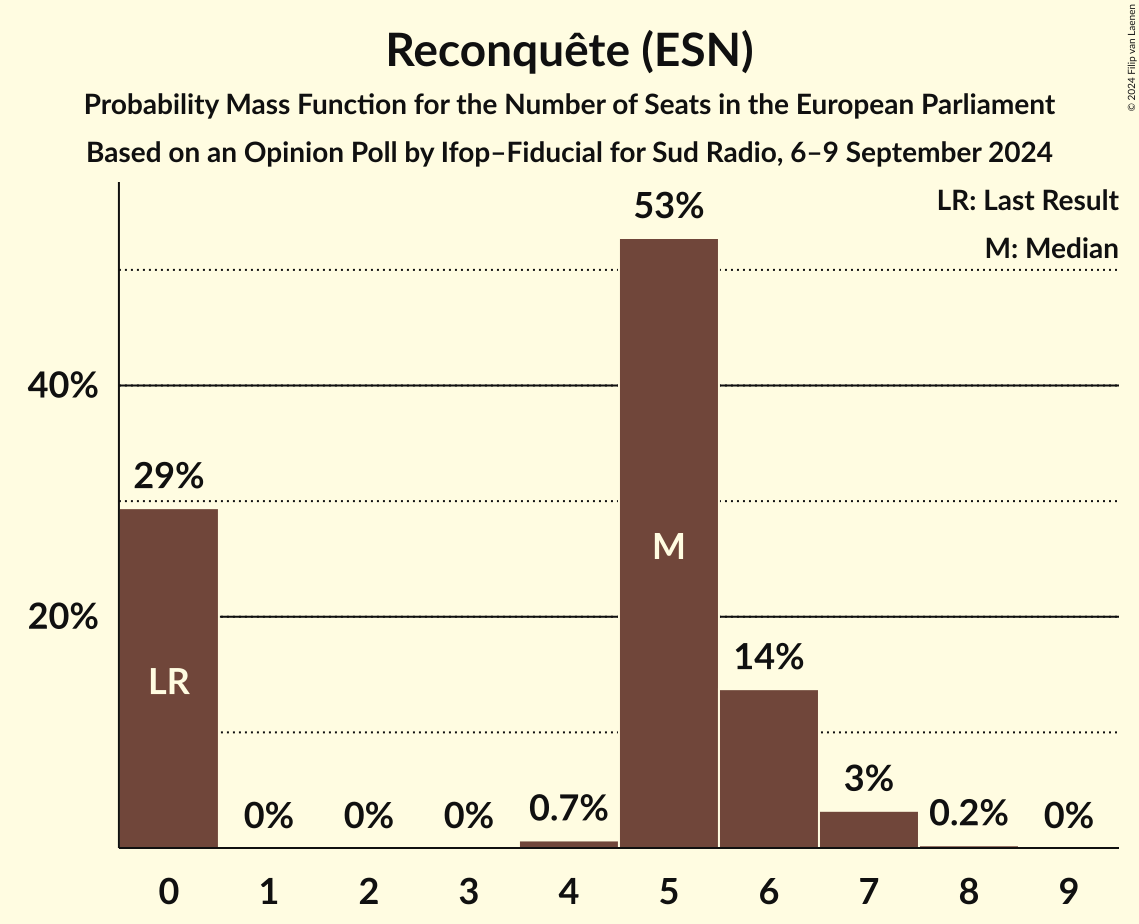 Reconquête (ESN)
Probability Mass Function for the Number of Seats in the European Parliament
Based on an Opinion Poll by Ifop–Fiducial for Sud Radio, 6–9 September 2024
© 2024 Filip van Laenen
LR: Last Result
M: Median
53%
40%
29%
M
20%
14%
LR
3%
0% 0% 0% 0.7% 0.2% 0%
0 1 2 3 4 5 6 7 8 9